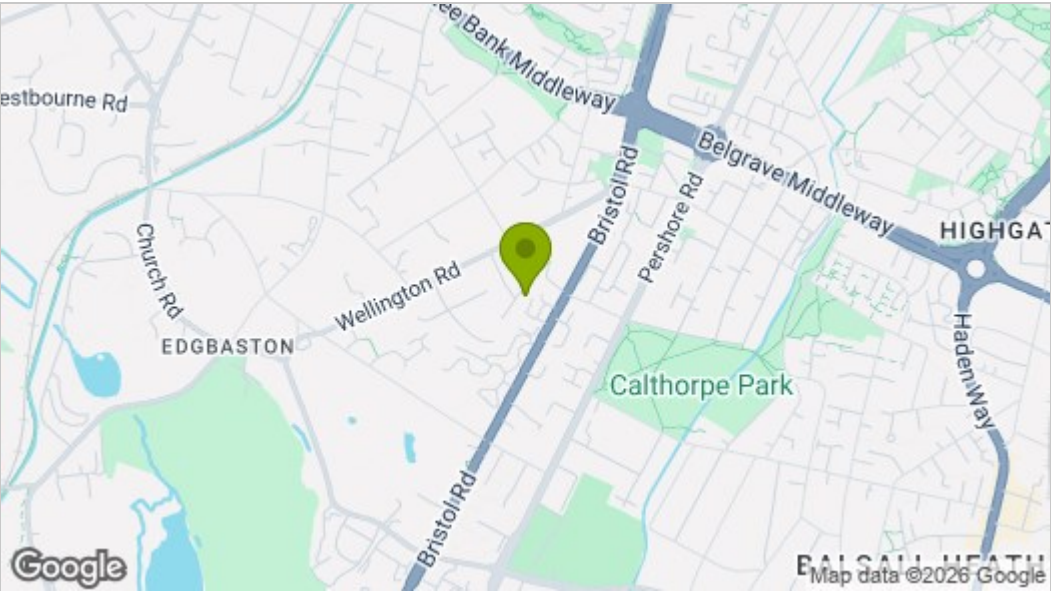 ee Bank Middleway
estbourne Rd
Belgrave Middleway
Bristol Rd
Pershore Rd
HIGHGAT
Church Rd
Wellington Rd
EDGBASTON
Haden Way
Calthorpe Park
Bristol Rd
BALSALL HEATH
Google
Map data ©2026 Google